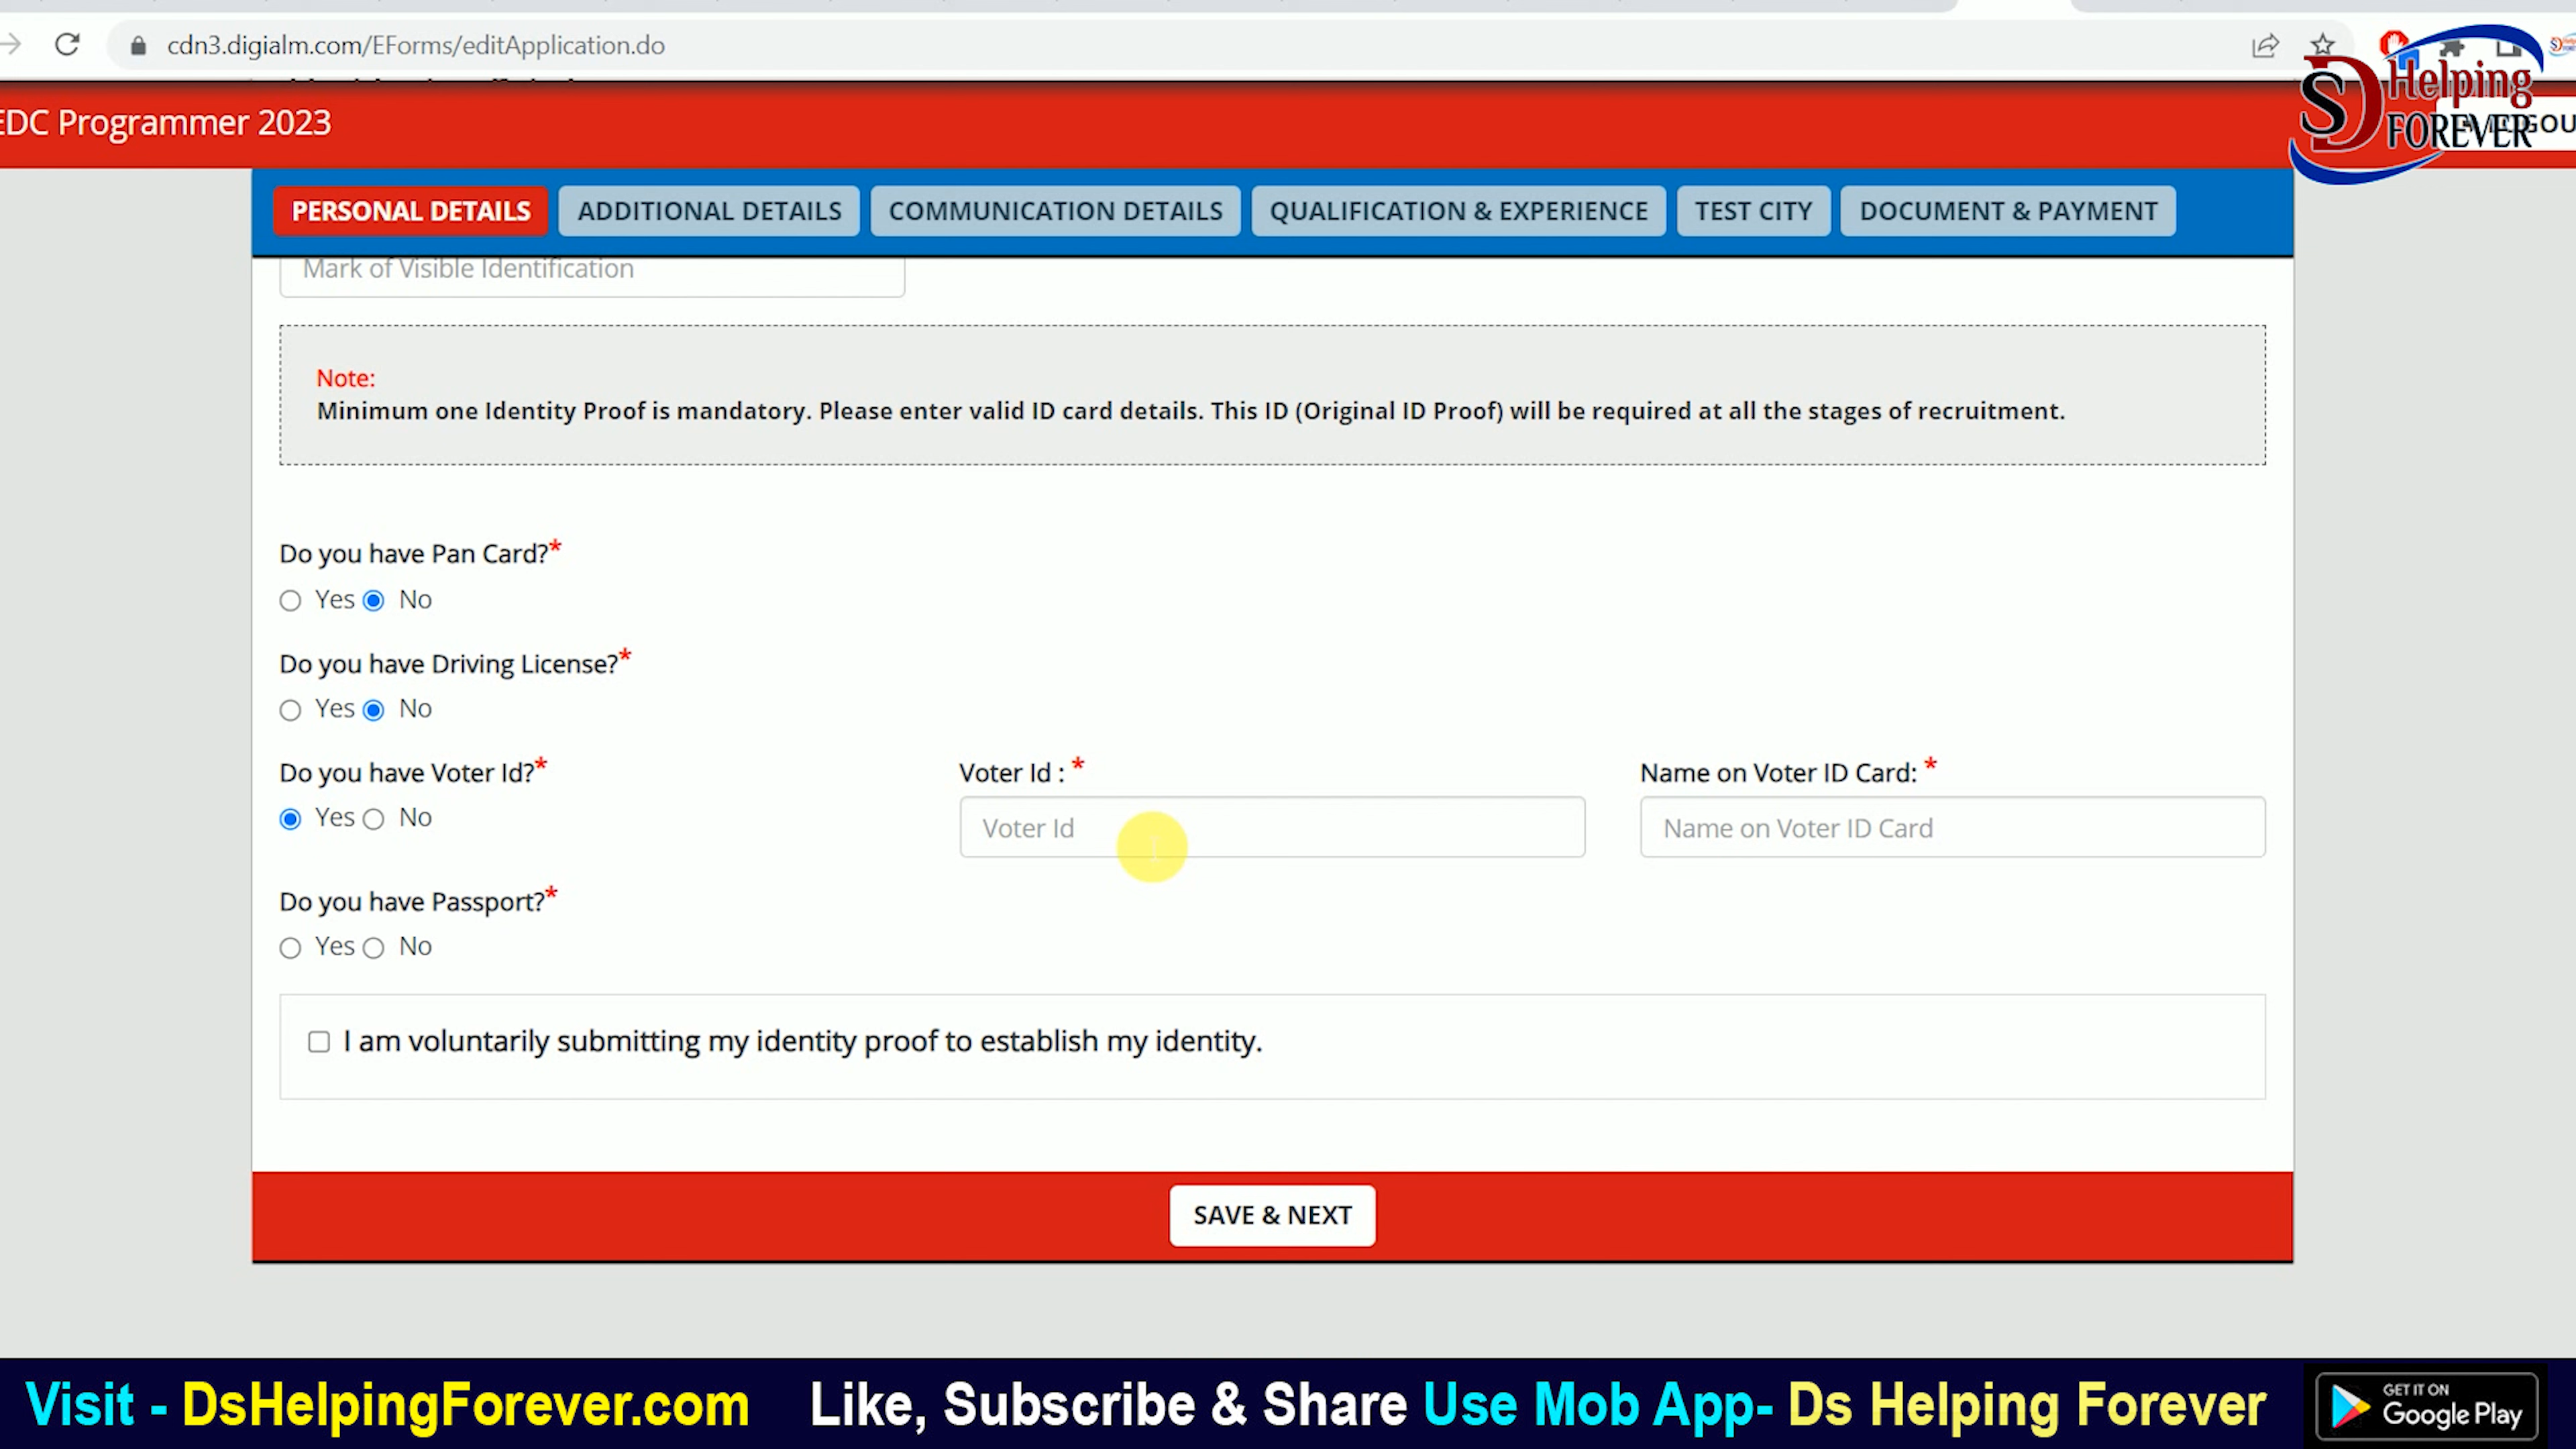 cdn3.digialm.com/EForms/editApplication.do
EDC Programmer 2023
SD Helping FOREVER
PERSONAL DETAILS ADDITIONAL DETAILS COMMUNICATION DETAILS QUALIFICATION & EXPERIENCE TEST CITY DOCUMENT & PAYMENT
Mark of Visible Identification
Note:
Minimum one Identity Proof is mandatory. Please enter valid ID card details. This ID (Original ID Proof) will be required at all the stages of recruitment.
Do you have Pan Card?*
Yes No
Do you have Driving License?*
Yes No
Do you have Voter Id?* Voter Id : * Name on Voter ID Card: *
Yes No Voter Id Name on Voter ID Card
Do you have Passport?*
Yes No
I am voluntarily submitting my identity proof to establish my identity.
SAVE & NEXT
Visit - DsHelpingForever.com Like, Subscribe & Share Use Mob App- Ds Helping Forever GET IT ON Google Play